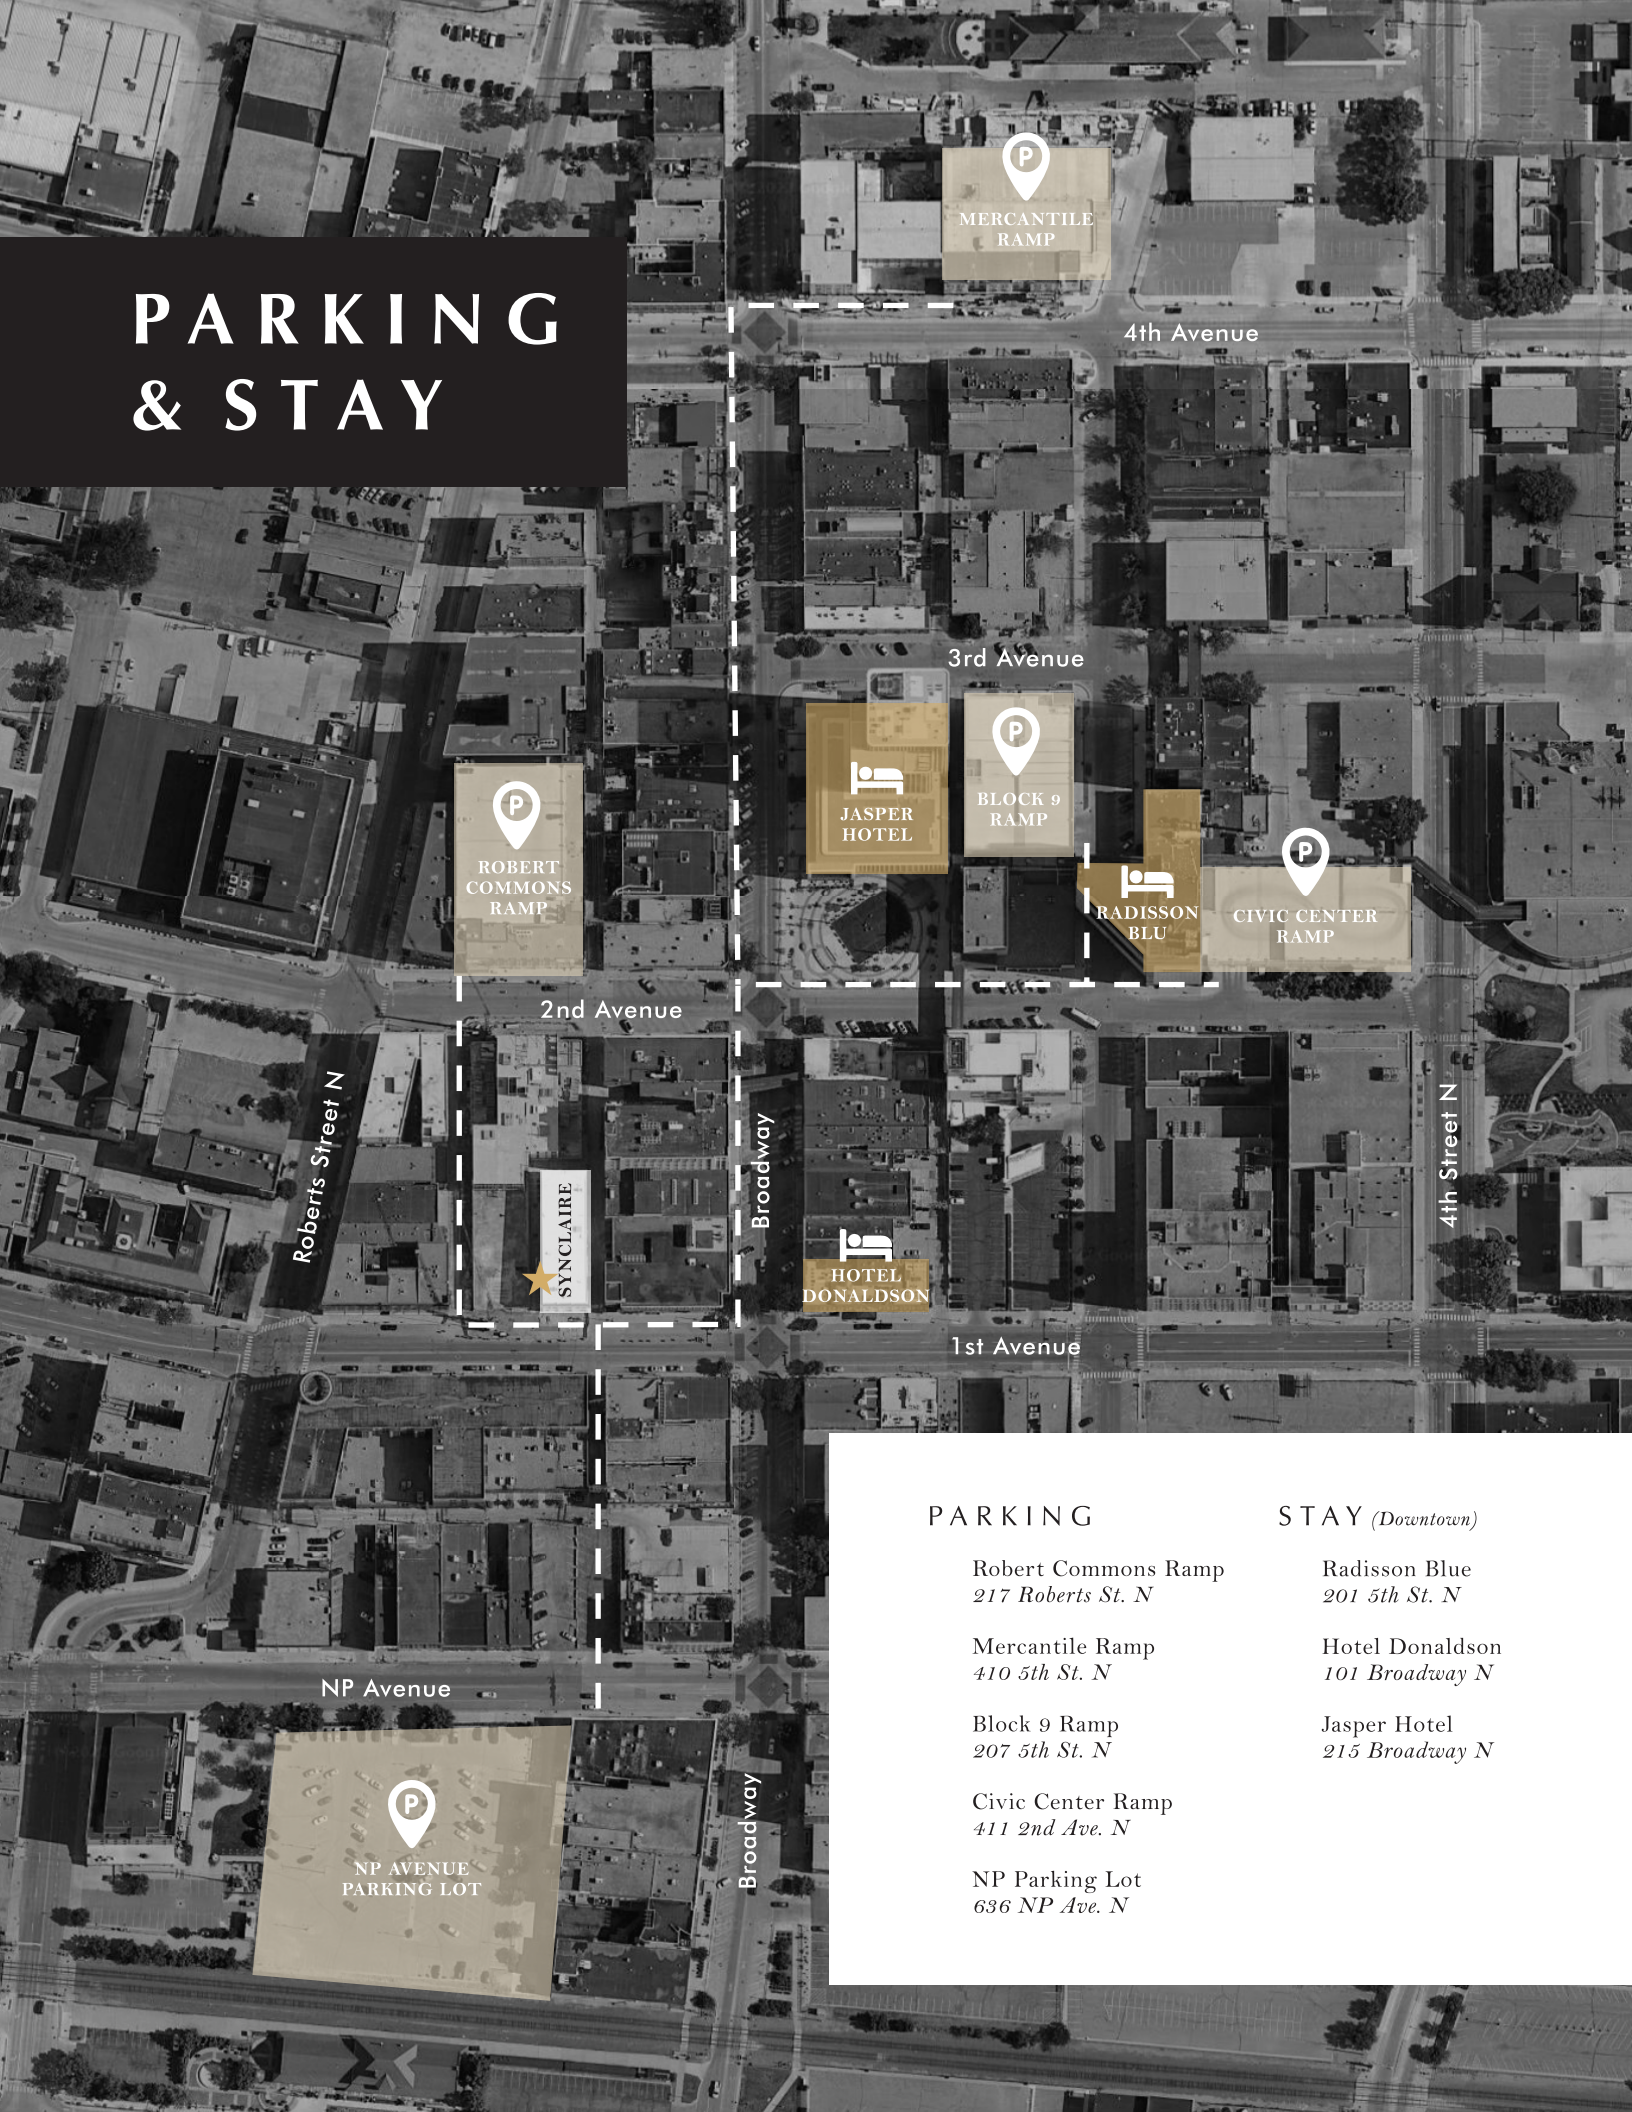 MERCANTILE
RAMP
4th Avenue
PARKING
& STAY
3rd Avenue
JASPER
HOTEL
BLOCK 9
RAMP
ROBERT
COMMONS
RAMP
RADISSON
BLU
CIVIC CENTER
RAMP
2nd Avenue
Roberts Street N
Broadway
4th Street N
SYNCLAIRE
HOTEL
DONALDSON
1st Avenue
NP Avenue
NP AVENUE
PARKING LOT
Broadway
PARKING
Robert Commons Ramp
217 Roberts St. N
Mercantile Ramp
410 5th St. N
Block 9 Ramp
207 5th St. N
Civic Center Ramp
411 2nd Ave. N
NP Parking Lot
636 NP Ave. N
STAY (Downtown)
Radisson Blue
201 5th St. N
Hotel Donaldson
101 Broadway N
Jasper Hotel
215 Broadway N